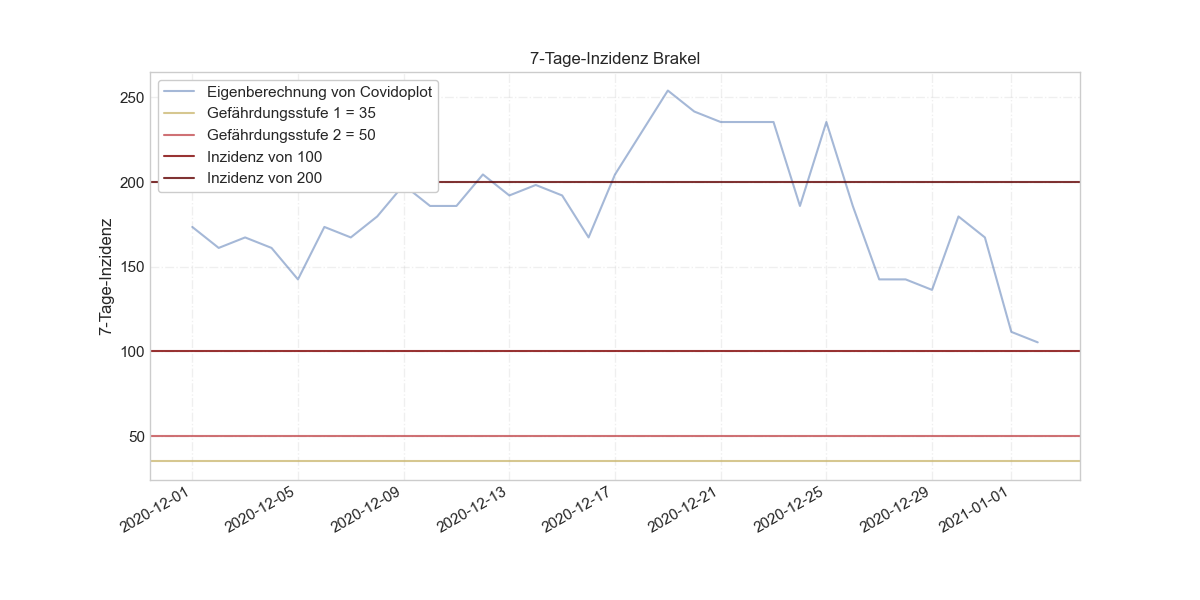 7-Tage-Inzidenz Brakel
Eigenberechnung von Covidoplot
Gefährdungsstufe 1 = 35
Gefährdungsstufe 2 = 50
Inzidenz von 100
Inzidenz von 200
7-Tage-Inzidenz
250
200
150
100
50
2020-12-01
2020-12-05
2020-12-09
2020-12-13
2020-12-17
2020-12-21
2020-12-25
2020-12-29
2021-01-01